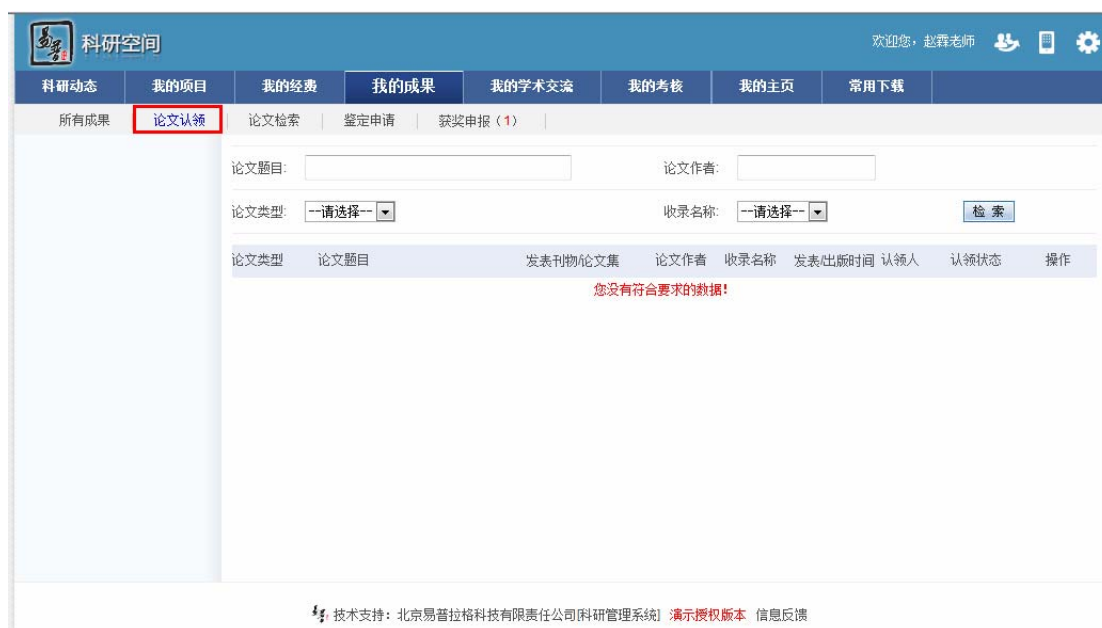 易普 科研空间 欢迎您，赵霖老师
科研动态 我的项目 我的经费 我的成果 我的学术交流 我的考核 我的主页 常用下载
所有成果 论文认领 论文检索 鉴定申请 获奖申报（1）
论文题目: 论文作者:
论文类型: --请选择-- 收录名称: --请选择-- 检 索
论文类型 论文题目 发表刊物/论文集 论文作者 收录名称 发表/出版时间 认领人 认领状态 操作
您没有符合要求的数据!
技术支持：北京易普拉格科技有限责任公司[科研管理系统] 演示授权版本 信息反馈